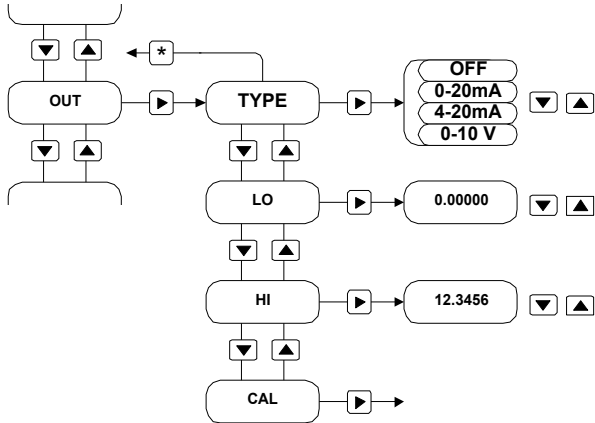 *
OUT
TYPE
OFF
0-20mA
4-20mA
0-10 V
LO
0.00000
HI
12.3456
CAL